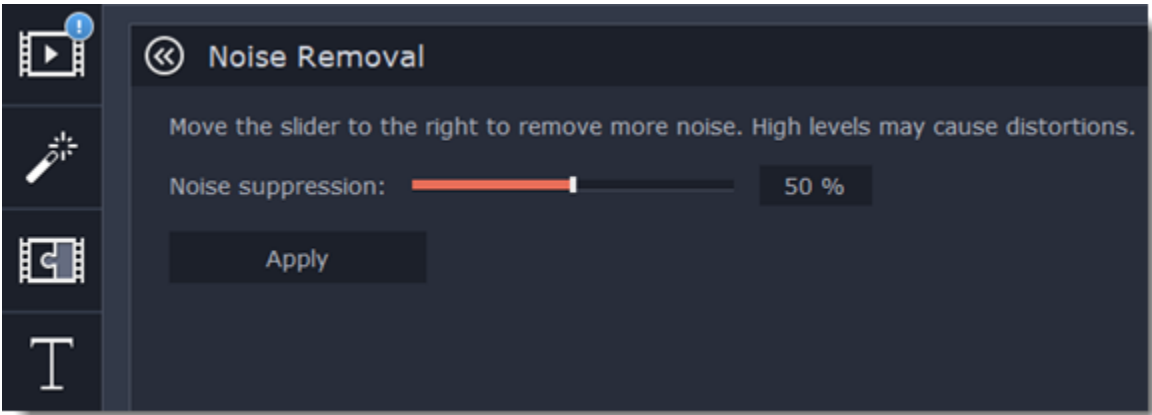 !
Noise Removal
Move the slider to the right to remove more noise. High levels may cause distortions.
Noise suppression: 50 %
Apply
T